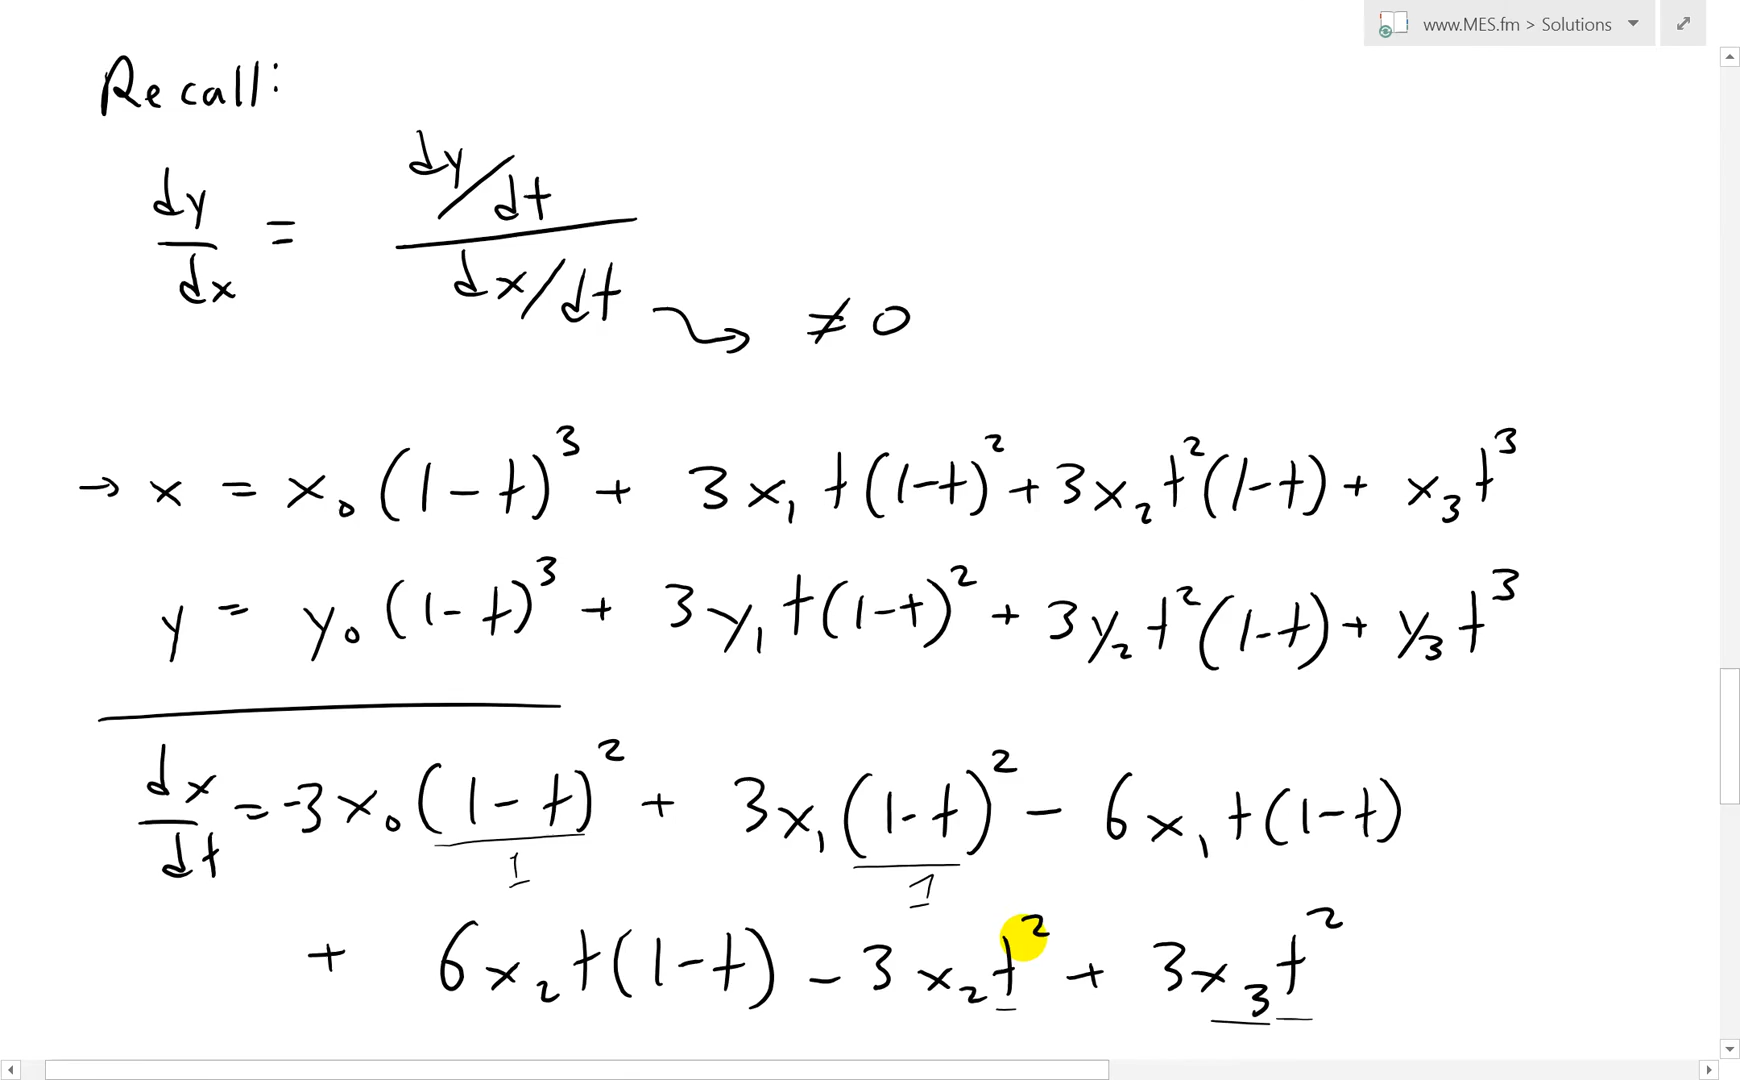 www.MES.fm > Solutions
Recall:
dy/dx = (dy/dt)/(dx/dt) ≠ 0
→ x = x₀(1-t)³ + 3x₁t(1-t)² + 3x₂t²(1-t) + x₃t³
y = y₀(1-t)³ + 3y₁t(1-t)² + 3y₂t²(1-t) + y₃t³
dx/dt = -3x₀(1-t)² + 3x₁(1-t)² - 6x₁t(1-t)
1 1
+ 6x₂t(1-t) - 3x₂t² + 3x₃t²